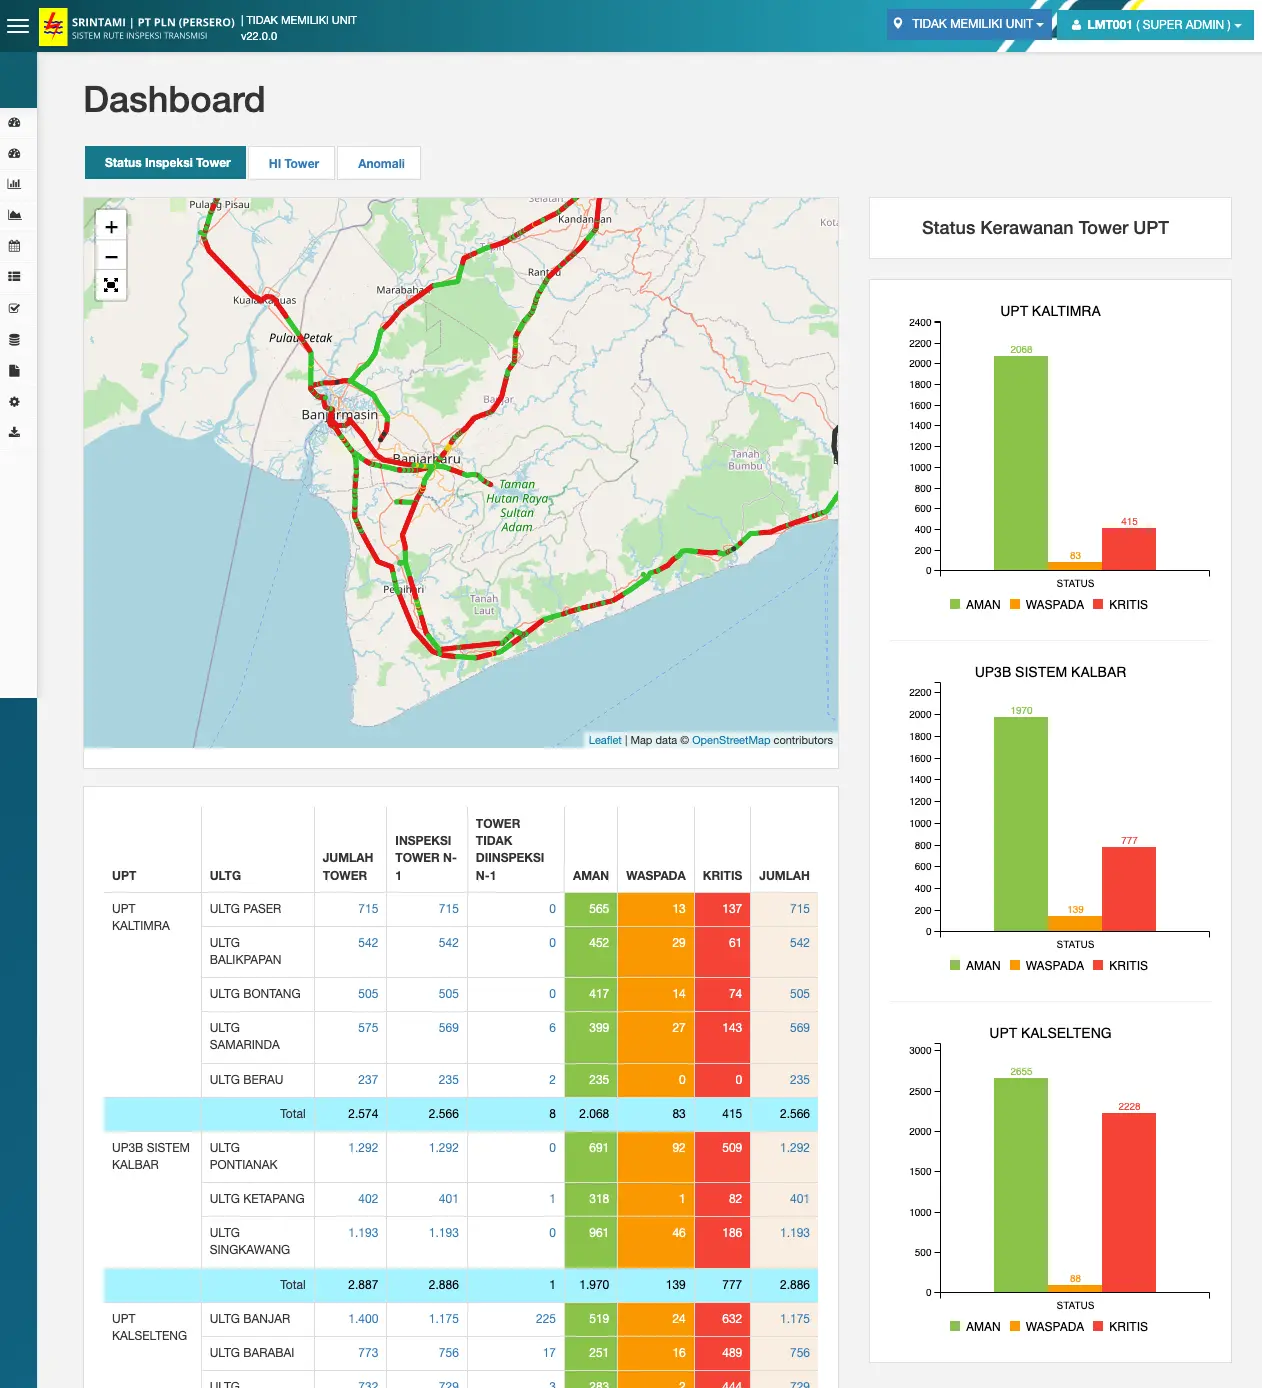 SRINTAMI | PT PLN (PERSERO)
SISTEM RUTE INSPEKSI TRANSMISI
| TIDAK MEMILIKI UNIT
v22.0.0
TIDAK MEMILIKI UNIT
LMT001 ( SUPER ADMIN )
Dashboard
Status Inspeksi Tower
HI Tower
Anomali
+
−
Pulang Pisau
Selatan
Kandangan
Tapin
Rantau
Marabahan
Kuala Kapuas
Pulau Petak
Banjarmasin
Banjar
Banjarbaru
Tanah
Bumbu
Taman
Hutan Raya
Sultan
Adam
Pelaihari
Tanah
Laut
Leaflet | Map data © OpenStreetMap contributors
UPT ULTG JUMLAH TOWER INSPEKSI TOWER N-1 TOWER TIDAK DIINSPEKSI N-1 AMAN WASPADA KRITIS JUMLAH
UPT KALTIMRA ULTG PASER 715 715 0 565 13 137 715
ULTG BALIKPAPAN 542 542 0 452 29 61 542
ULTG BONTANG 505 505 0 417 14 74 505
ULTG SAMARINDA 575 569 6 399 27 143 569
ULTG BERAU 237 235 2 235 0 0 235
Total 2.574 2.566 8 2.068 83 415 2.566
UP3B SISTEM KALBAR ULTG PONTIANAK 1.292 1.292 0 691 92 509 1.292
ULTG KETAPANG 402 401 1 318 1 82 401
ULTG SINGKAWANG 1.193 1.193 0 961 46 186 1.193
Total 2.887 2.886 1 1.970 139 777 2.886
UPT KALSELTENG ULTG BANJAR 1.400 1.175 225 519 24 632 1.175
ULTG BARABAI 773 756 17 251 16 489 756
ULTG 732 729 3 283 2 444 729
Status Kerawanan Tower UPT
UPT KALTIMRA
2400
2200
2000
1800
1600
1400
1200
1000
800
600
400
200
0
2068
83
415
STATUS
AMAN WASPADA KRITIS
UP3B SISTEM KALBAR
2200
2000
1800
1600
1400
1200
1000
800
600
400
200
0
1970
139
777
STATUS
AMAN WASPADA KRITIS
UPT KALSELTENG
3000
2500
2000
1500
1000
500
0
2655
88
2228
STATUS
AMAN WASPADA KRITIS